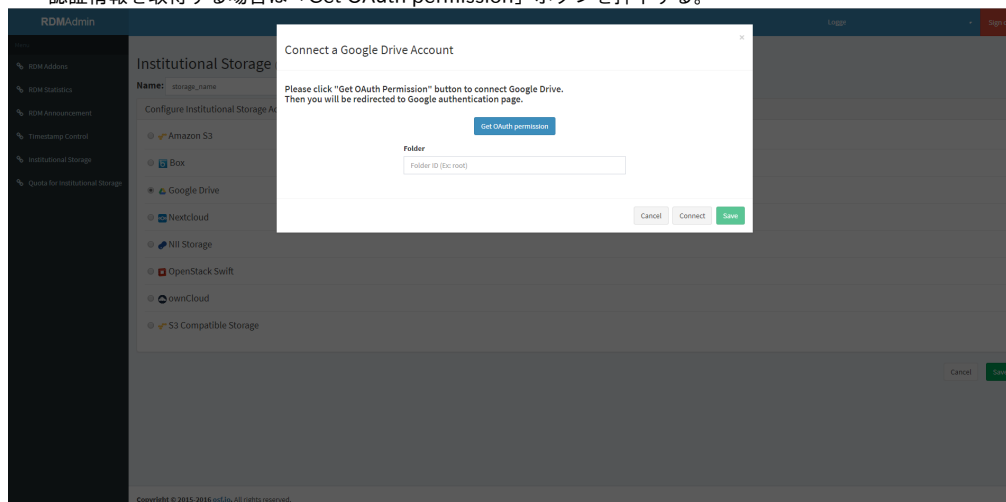 認証情報を取得する場合は「Get OAuth permission」ボタンを押下する。
RDMAdmin
Sign
RDM Addons
RDM Statistics
RDM Announcement
Timestamp Control
Institutional Storage
Quota for Institutional Storage
Institutional Storage
Name: storage_name
Configure Institutional Storage
Amazon S3
Box
Google Drive
Nextcloud
NII Storage
OpenStack Swift
ownCloud
S3 Compatible Storage
Cancel Save
Connect a Google Drive Account
×
Please click "Get OAuth Permission" button to connect Google Drive.
Then you will be redirected to Google authentication page.
Get OAuth permission
Folder
Folder ID (Ex: root)
Cancel Connect Save
Copyright © 2015-2016 osf.io. All rights reserved.